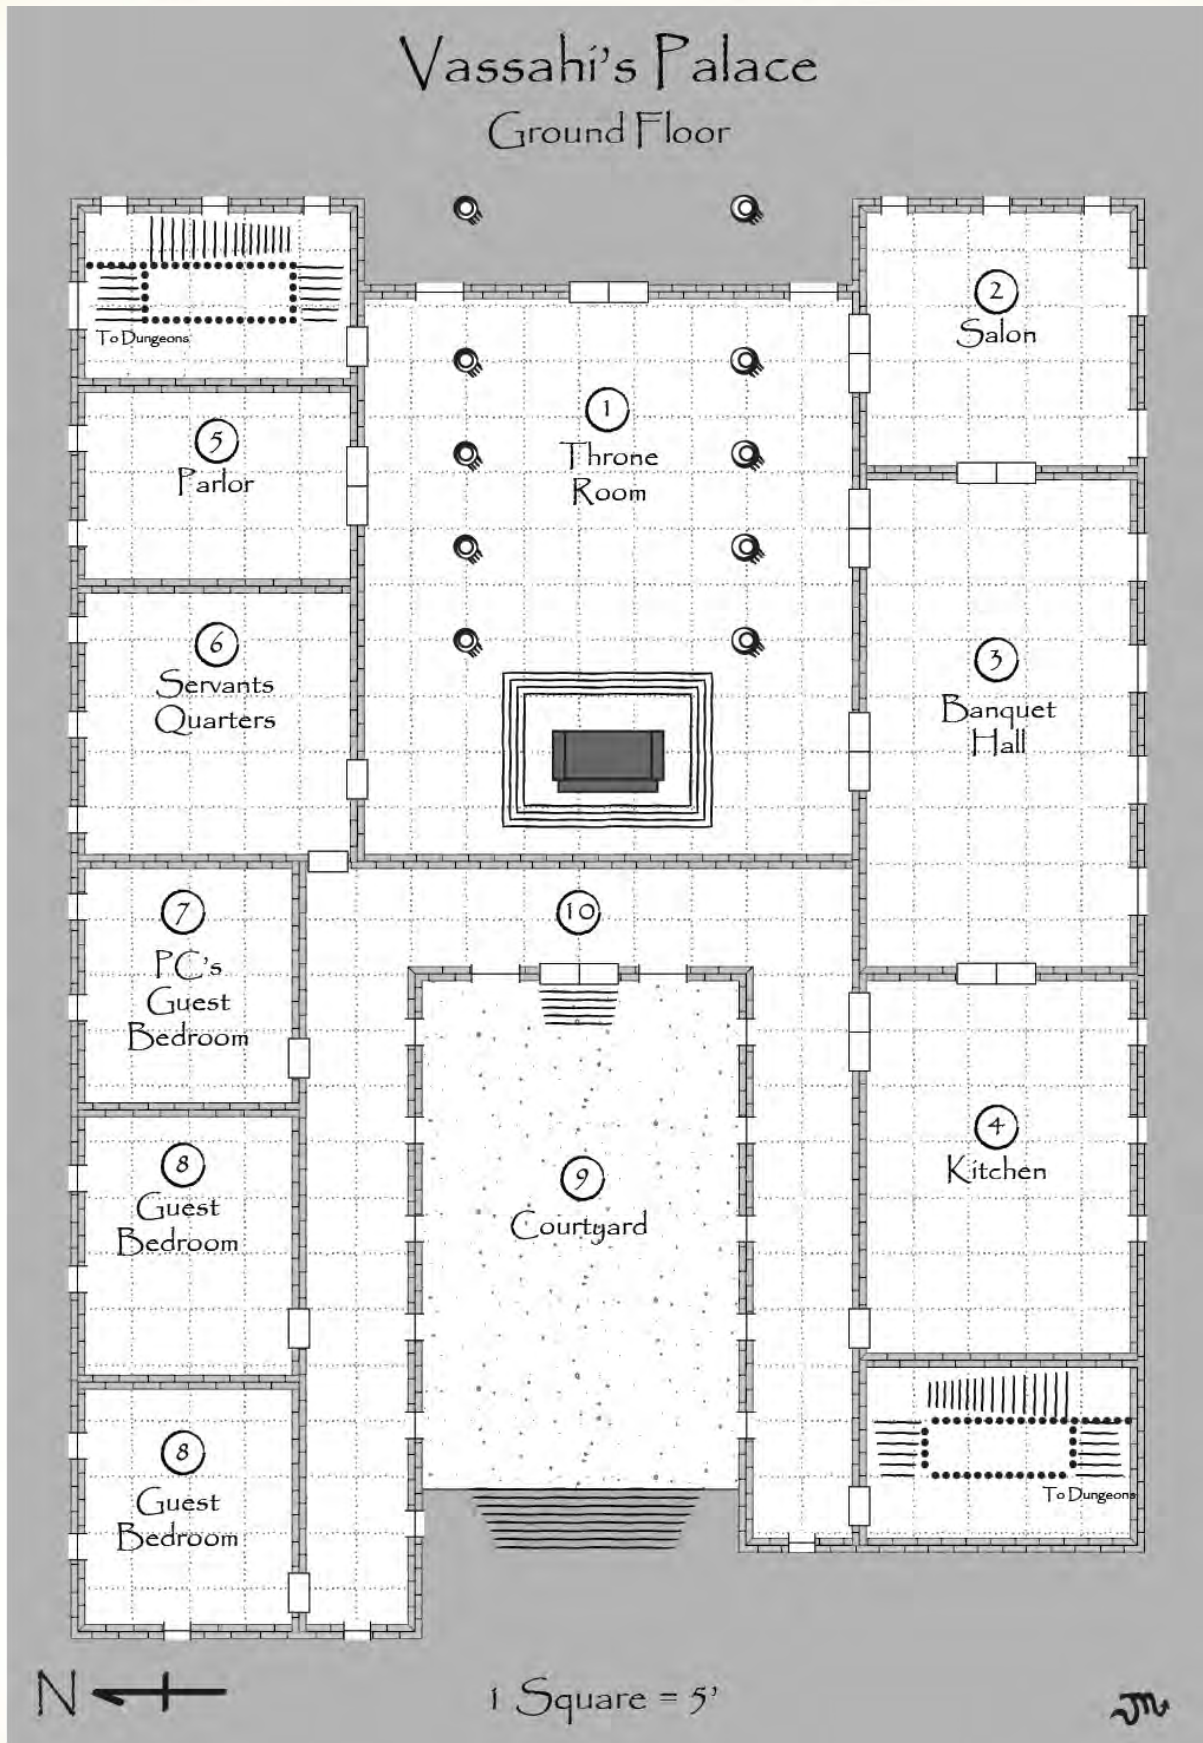 Vassahi's Palace
Ground Floor
To Dungeons
2
Salon
1
Throne
Room
5
Parlor
6
Servants
Quarters
3
Banquet
Hall
10
7
PC's
Guest
Bedroom
4
Kitchen
8
Guest
Bedroom
9
Courtyard
8
Guest
Bedroom
To Dungeons
N
1 Square = 5'